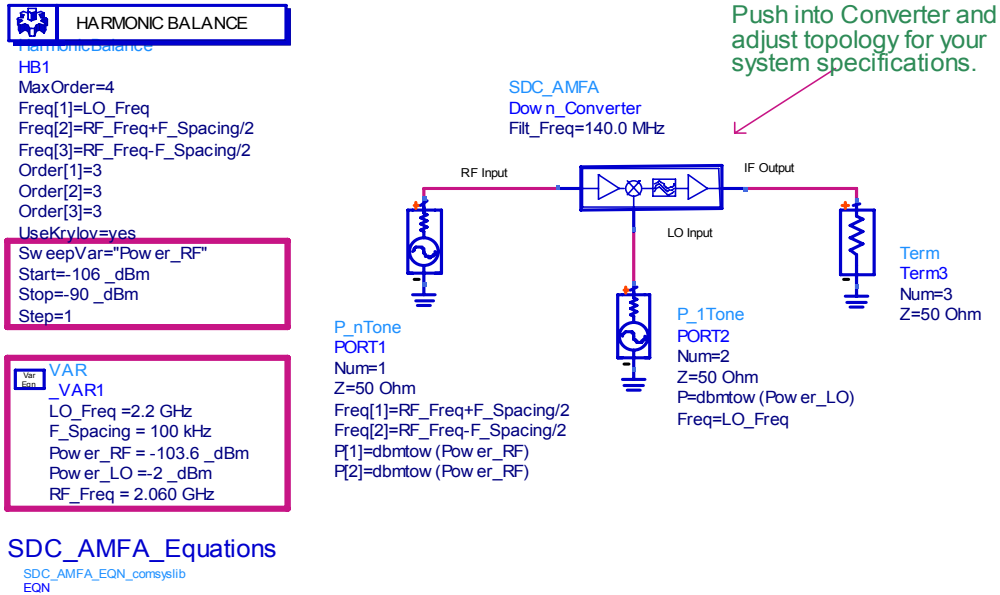 HARMONIC BALANCE
HarmonicBalance
HB1
MaxOrder=4
Freq[1]=LO_Freq
Freq[2]=RF_Freq+F_Spacing/2
Freq[3]=RF_Freq-F_Spacing/2
Order[1]=3
Order[2]=3
Order[3]=3
UseKrylov=yes
SweepVar="Power_RF"
Start=-106 _dBm
Stop=-90 _dBm
Step=1
Var
Eqn
VAR
_VAR1
LO_Freq =2.2 GHz
F_Spacing = 100 kHz
Power_RF = -103.6 _dBm
Power_LO =-2 _dBm
RF_Freq = 2.060 GHz
SDC_AMFA_Equations
SDC_AMFA_EQN_comsyslib
EQN
Push into Converter and
adjust topology for your
system specifications.
SDC_AMFA
Down_Converter
Filt_Freq=140.0 MHz
RF Input
IF Output
LO Input
P_nTone
PORT1
Num=1
Z=50 Ohm
Freq[1]=RF_Freq+F_Spacing/2
Freq[2]=RF_Freq-F_Spacing/2
P[1]=dbmtow(Power_RF)
P[2]=dbmtow(Power_RF)
P_1Tone
PORT2
Num=2
Z=50 Ohm
P=dbmtow(Power_LO)
Freq=LO_Freq
Term
Term3
Num=3
Z=50 Ohm